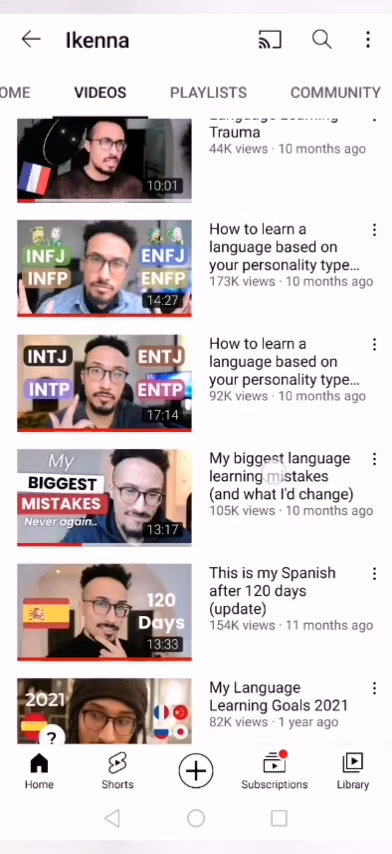 Ikenna
OME
VIDEOS
PLAYLISTS
COMMUNITY
Language Learning
Trauma
44K views · 10 months ago
10:01
INFJ
ENFJ
INFP
ENFP
14:27
How to learn a
language based on
your personality type...
173K views · 10 months ago
INTJ
ENTJ
INTP
ENTP
17:14
How to learn a
language based on
your personality type...
92K views · 10 months ago
My
BIGGEST
MISTAKES
Never again..
13:17
My biggest language
learning mistakes
(and what I'd change)
105K views · 10 months ago
120
Days
13:33
This is my Spanish
after 120 days
(update)
154K views · 11 months ago
2021
?
My Language
Learning Goals 2021
82K views · 1 year ago
Home
Shorts
Subscriptions
Library